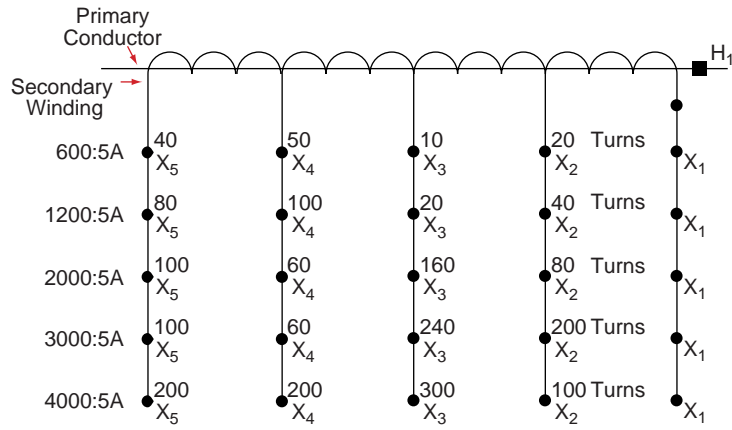 Primary
Conductor
H1
Secondary
Winding
40 50 10 20 Turns
600:5A X5 X4 X3 X2 X1
80 100 20 40 Turns
1200:5A X5 X4 X3 X2 X1
100 60 160 80 Turns
2000:5A X5 X4 X3 X2 X1
100 60 240 200 Turns
3000:5A X5 X4 X3 X2 X1
200 200 300 100 Turns
4000:5A X5 X4 X3 X2 X1